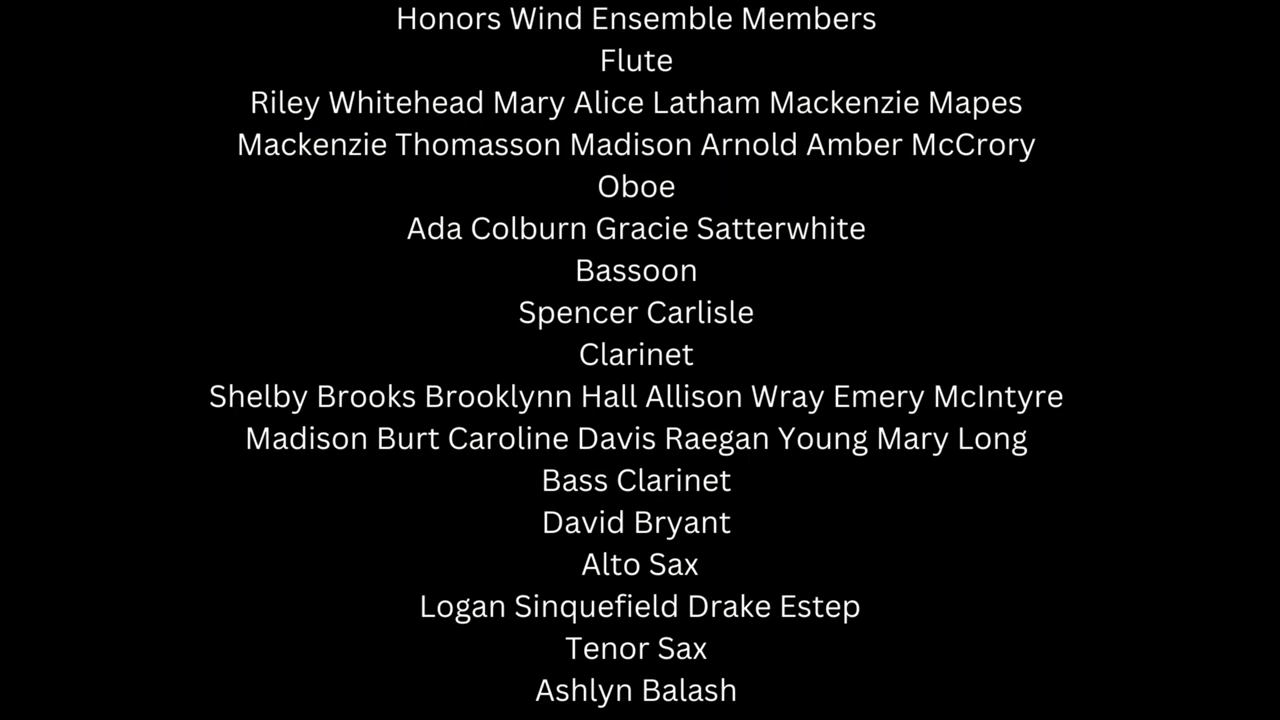 Honors Wind Ensemble Members
Flute
Riley Whitehead Mary Alice Latham Mackenzie Mapes
Mackenzie Thomasson Madison Arnold Amber McCrory
Oboe
Ada Colburn Gracie Satterwhite
Bassoon
Spencer Carlisle
Clarinet
Shelby Brooks Brooklynn Hall Allison Wray Emery McIntyre
Madison Burt Caroline Davis Raegan Young Mary Long
Bass Clarinet
David Bryant
Alto Sax
Logan Sinquefield Drake Estep
Tenor Sax
Ashlyn Balash